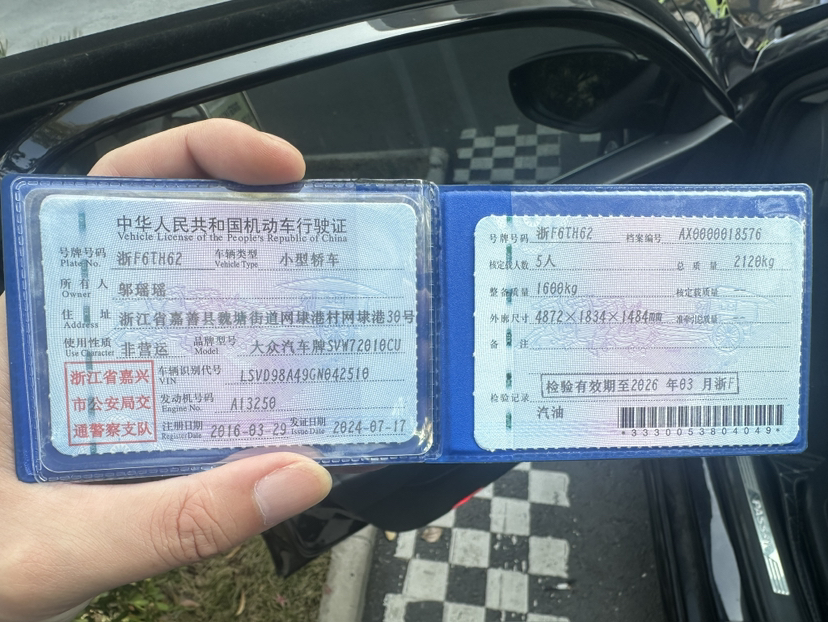 中华人民共和国机动车行驶证
Vehicle License of the People's Republic of China
号牌号码 浙F6TH62 车辆类型 小型轿车
Plate No. Vehicle Type
所有人 邬瑶瑶
Owner
住址 浙江省嘉善县魏塘街道网埭港村网埭港30号
Address
使用性质 非营运 品牌型号 大众汽车牌SVW72010CU
Use Character Model
浙江省嘉兴
市公安局交
通警察支队
车辆识别代号 LSVD98A49GN042510
VIN
发动机号码 A13250
Engine No.
注册日期 2016-03-29 发证日期 2024-07-17
Register Date Issue Date
号牌号码 浙F6TH62 档案编号 AX0000018576
核定载人数 5人 总质量 2120kg
整备质量 1600kg 核定载质量 --
外廓尺寸 4872×1834×1484mm 准牵引总质量 --
备注
检验有效期至2026年03月浙F
检验记录
汽油
*3330053804049*